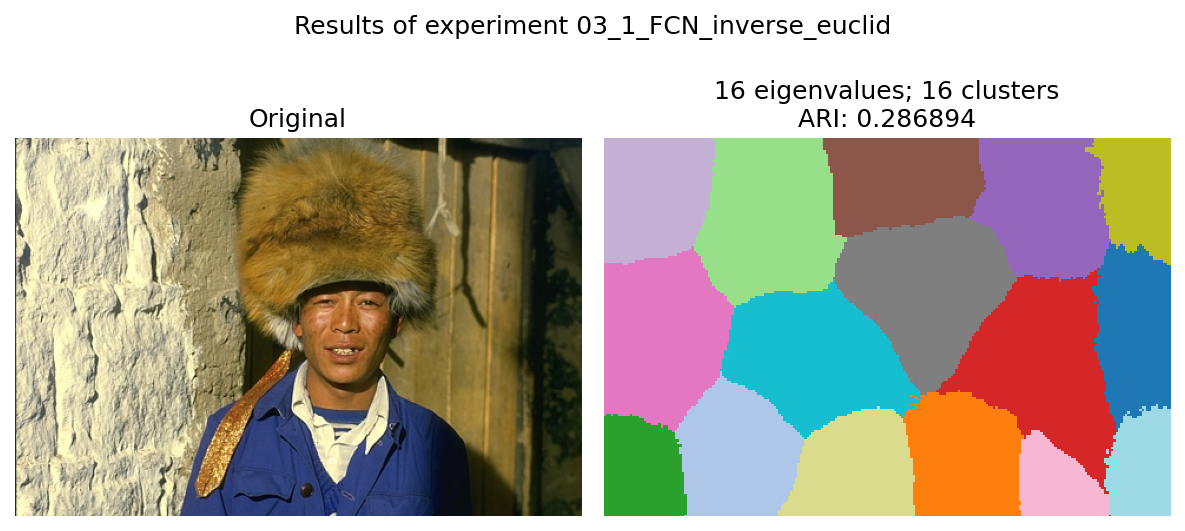 Results of experiment 03_1_FCN_inverse_euclid
Original
16 eigenvalues; 16 clusters
ARI: 0.286894